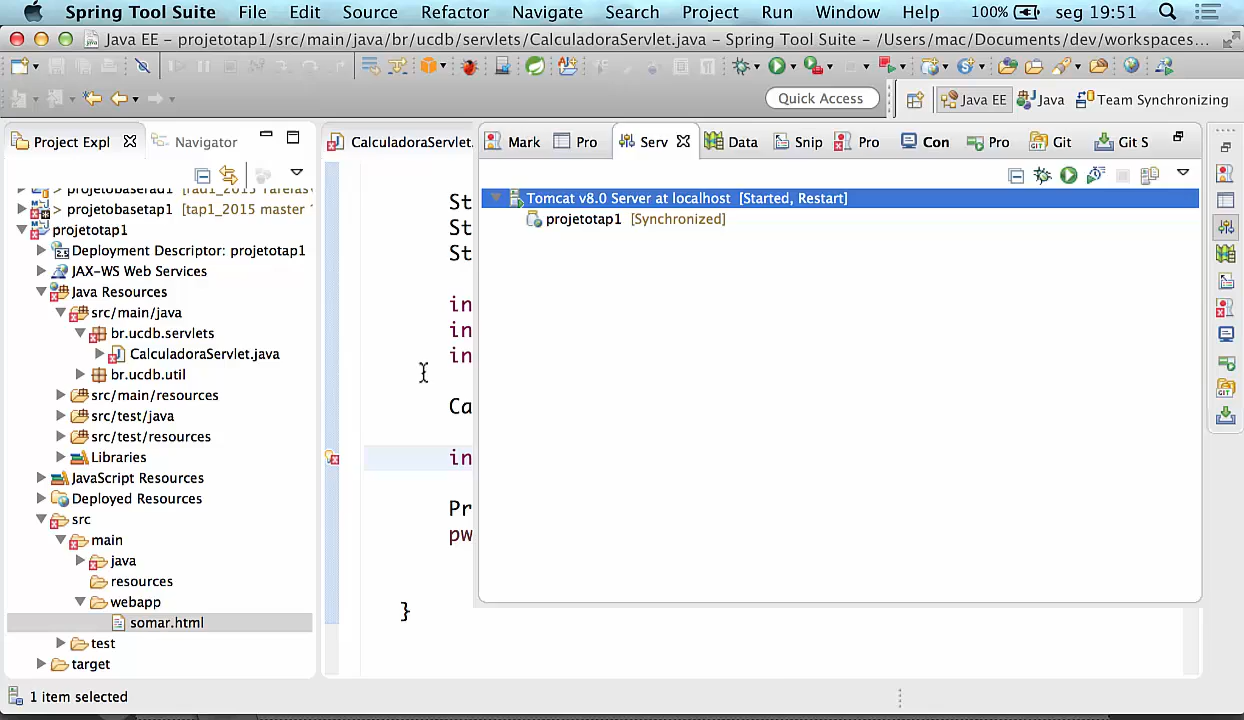 Spring Tool Suite File Edit Source Refactor Navigate Search Project Run Window Help 100% seg 19:51
Java EE – projetotap1/src/main/java/br/ucdb/servlets/CalculadoraServlet.java – Spring Tool Suite – /Users/mac/Documents/dev/workspaces...
Quick Access Java EE Java Team Synchronizing
Project Expl Navigator CalculadoraServlet. Mark Pro Serv Data Snip Pro Con Pro Git Git S
> projetobasetap1 [tap1_2015 master
projetotap1
Deployment Descriptor: projetotap1
JAX-WS Web Services
Java Resources
src/main/java
br.ucdb.servlets
CalculadoraServlet.java
br.ucdb.util
src/main/resources
src/test/java
src/test/resources
Libraries
JavaScript Resources
Deployed Resources
src
main
java
resources
webapp
somar.html
test
target
St
St
St
in
in
in
Ca
in
Pr
pw
}
Tomcat v8.0 Server at localhost [Started, Restart]
projetotap1 [Synchronized]
1 item selected